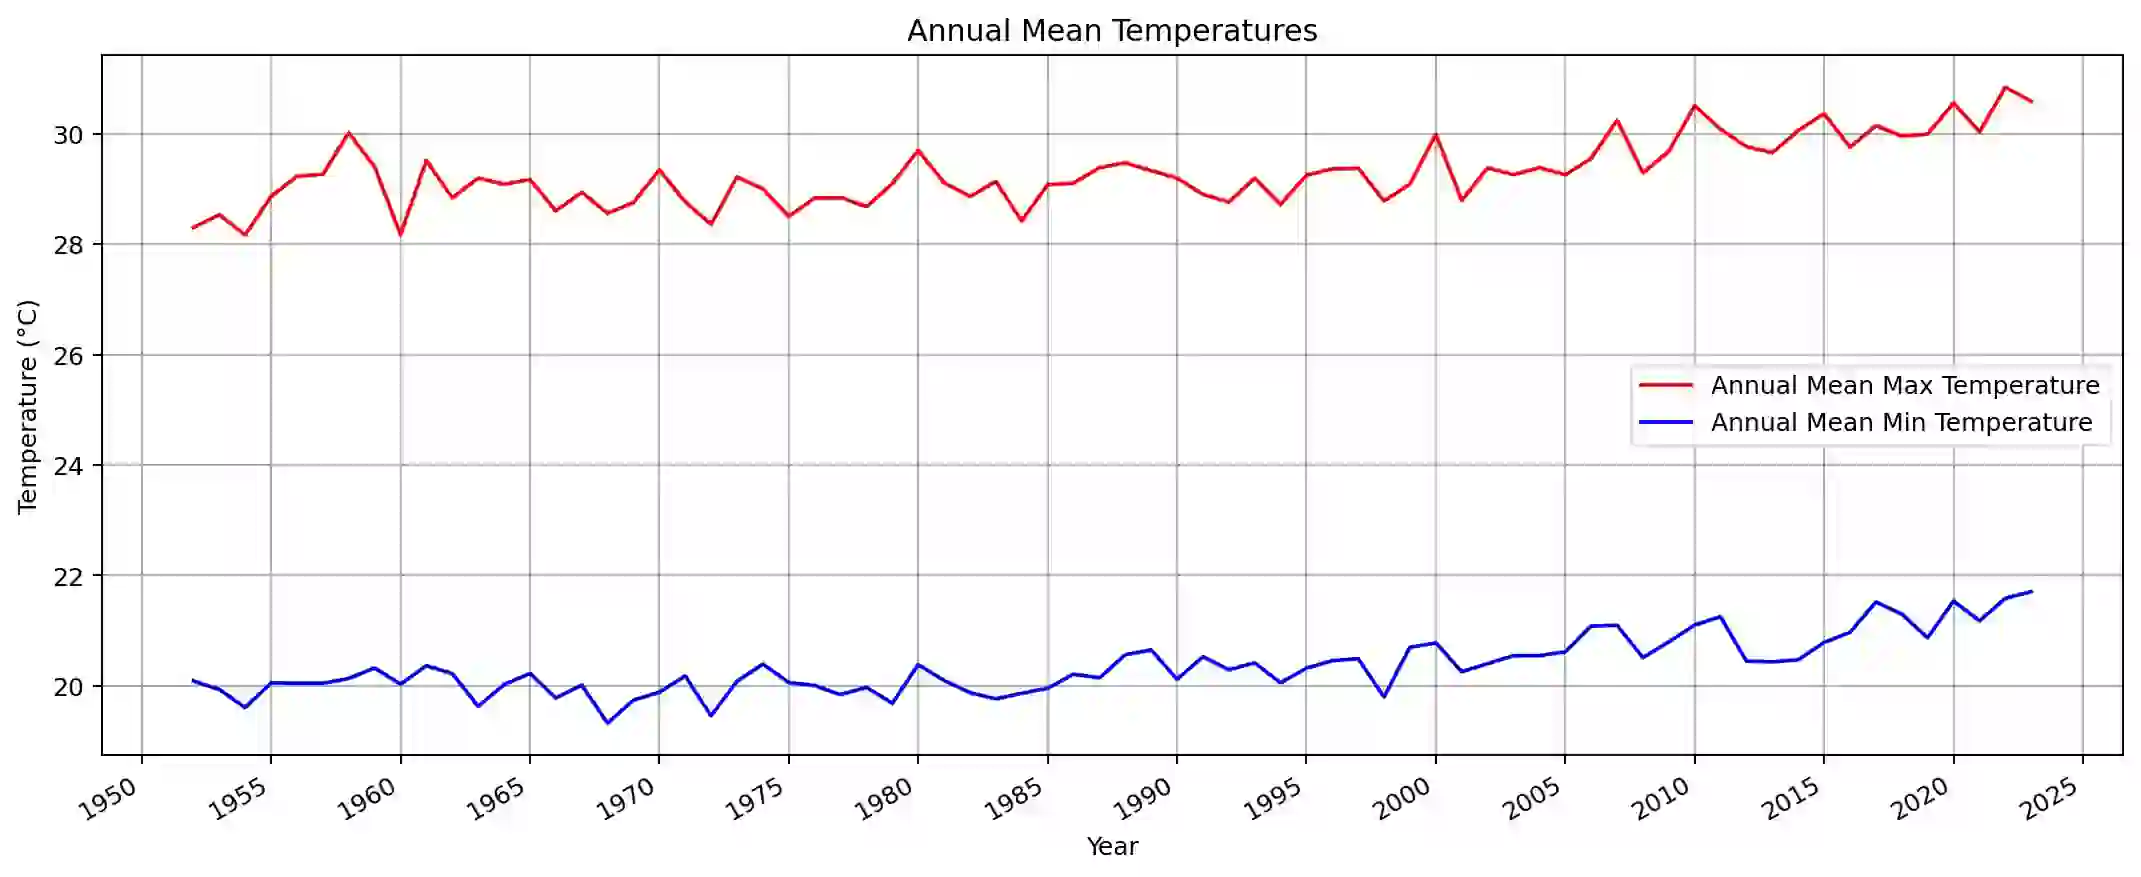 Annual Mean Temperatures
Temperature (°C)
30
28
26
24
22
20
Annual Mean Max Temperature
Annual Mean Min Temperature
1950 1955 1960 1965 1970 1975 1980 1985 1990 1995 2000 2005 2010 2015 2020 2025
Year